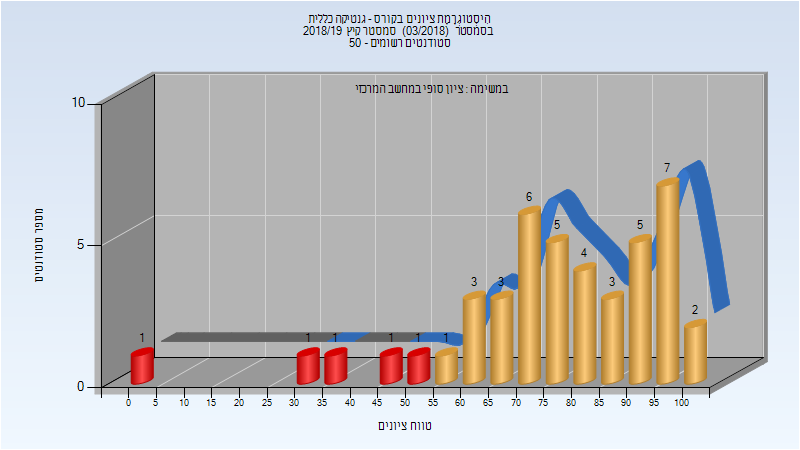 היסטוגרמת ציונים בקורס - גנטיקה כללית
בסמסטר (03/2018) סמסטר קיץ 2018/19
סטודנטים רשומים - 50
במשימה : ציון סופי במחשב המרכזי
מספר סטודנטים
10
5
0
1
1
1
1
1
1
3
3
6
5
4
3
5
7
2
0 5 10 15 20 25 30 35 40 45 50 55 60 65 70 75 80 85 90 95 100
טווח ציונים